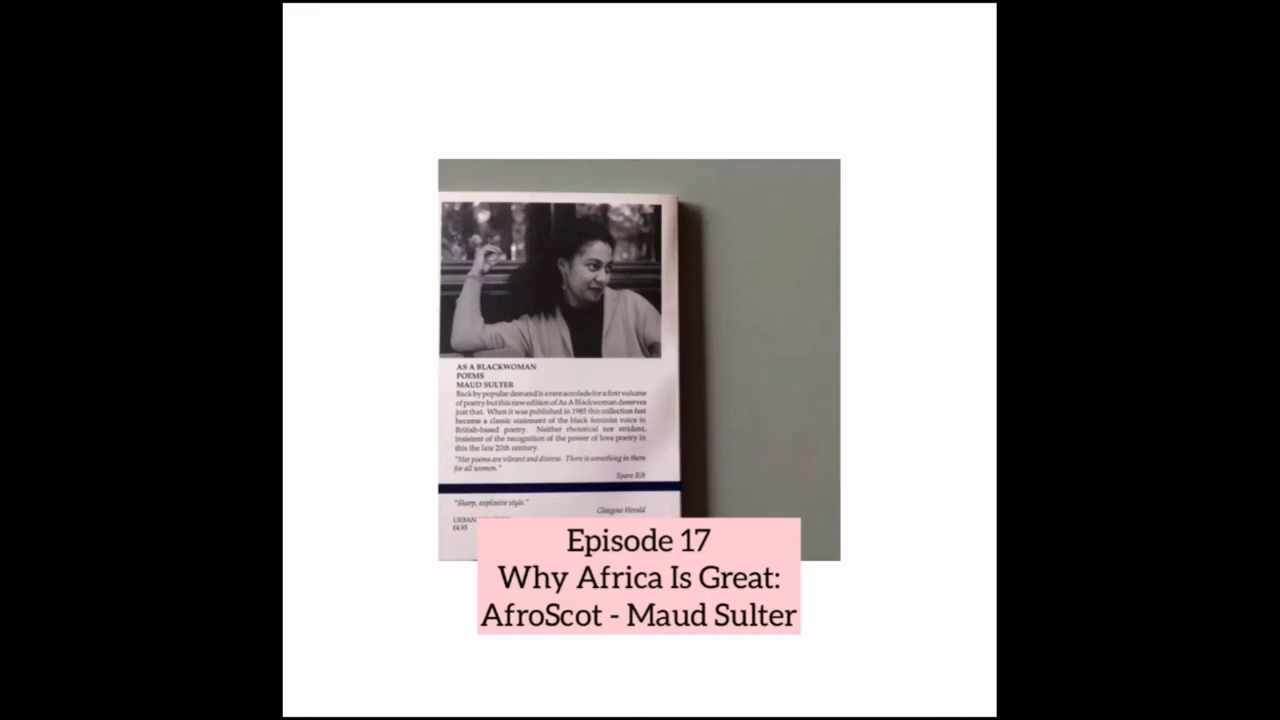 AS A BLACKWOMAN
POEMS
MAUD SULTER
Back by popular demand is a rare accolade for a first volume
of poetry but this new edition of As A Blackwoman deserves
just that. When it was published in 1985 this collection fast
became a classic statement of the black feminist voice in
British-based poetry. Neither rhetorical nor strident,
insistent of the recognition of the power of love poetry in
this the late 20th century.
"Her poems are vibrant and diverse. There is something in them
for all women."
Spare Rib
"Sharp, explosive style."
Glasgow Herald
URBAN
£4.95
Episode 17
Why Africa Is Great:
AfroScot - Maud Sulter